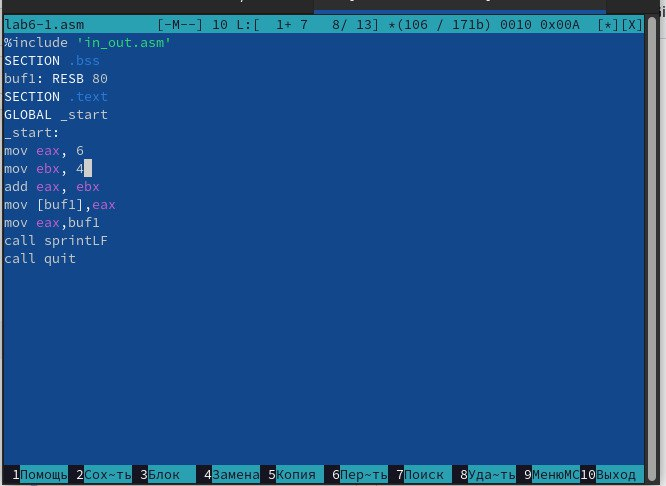 lab6-1.asm [-M--] 10 L:[ 1+ 7 8/ 13] *(106 / 171b) 0010 0x00A [*][X]
%include 'in_out.asm'
SECTION .bss
buf1: RESB 80
SECTION .text
GLOBAL _start
_start:
mov eax, 6
mov ebx, 4
add eax, ebx
mov [buf1],eax
mov eax,buf1
call sprintLF
call quit
1Помощь 2Сох~ть 3Блок 4Замена 5Копия 6Пер~ть 7Поиск 8Уда~ть 9МенюMC 10Выход